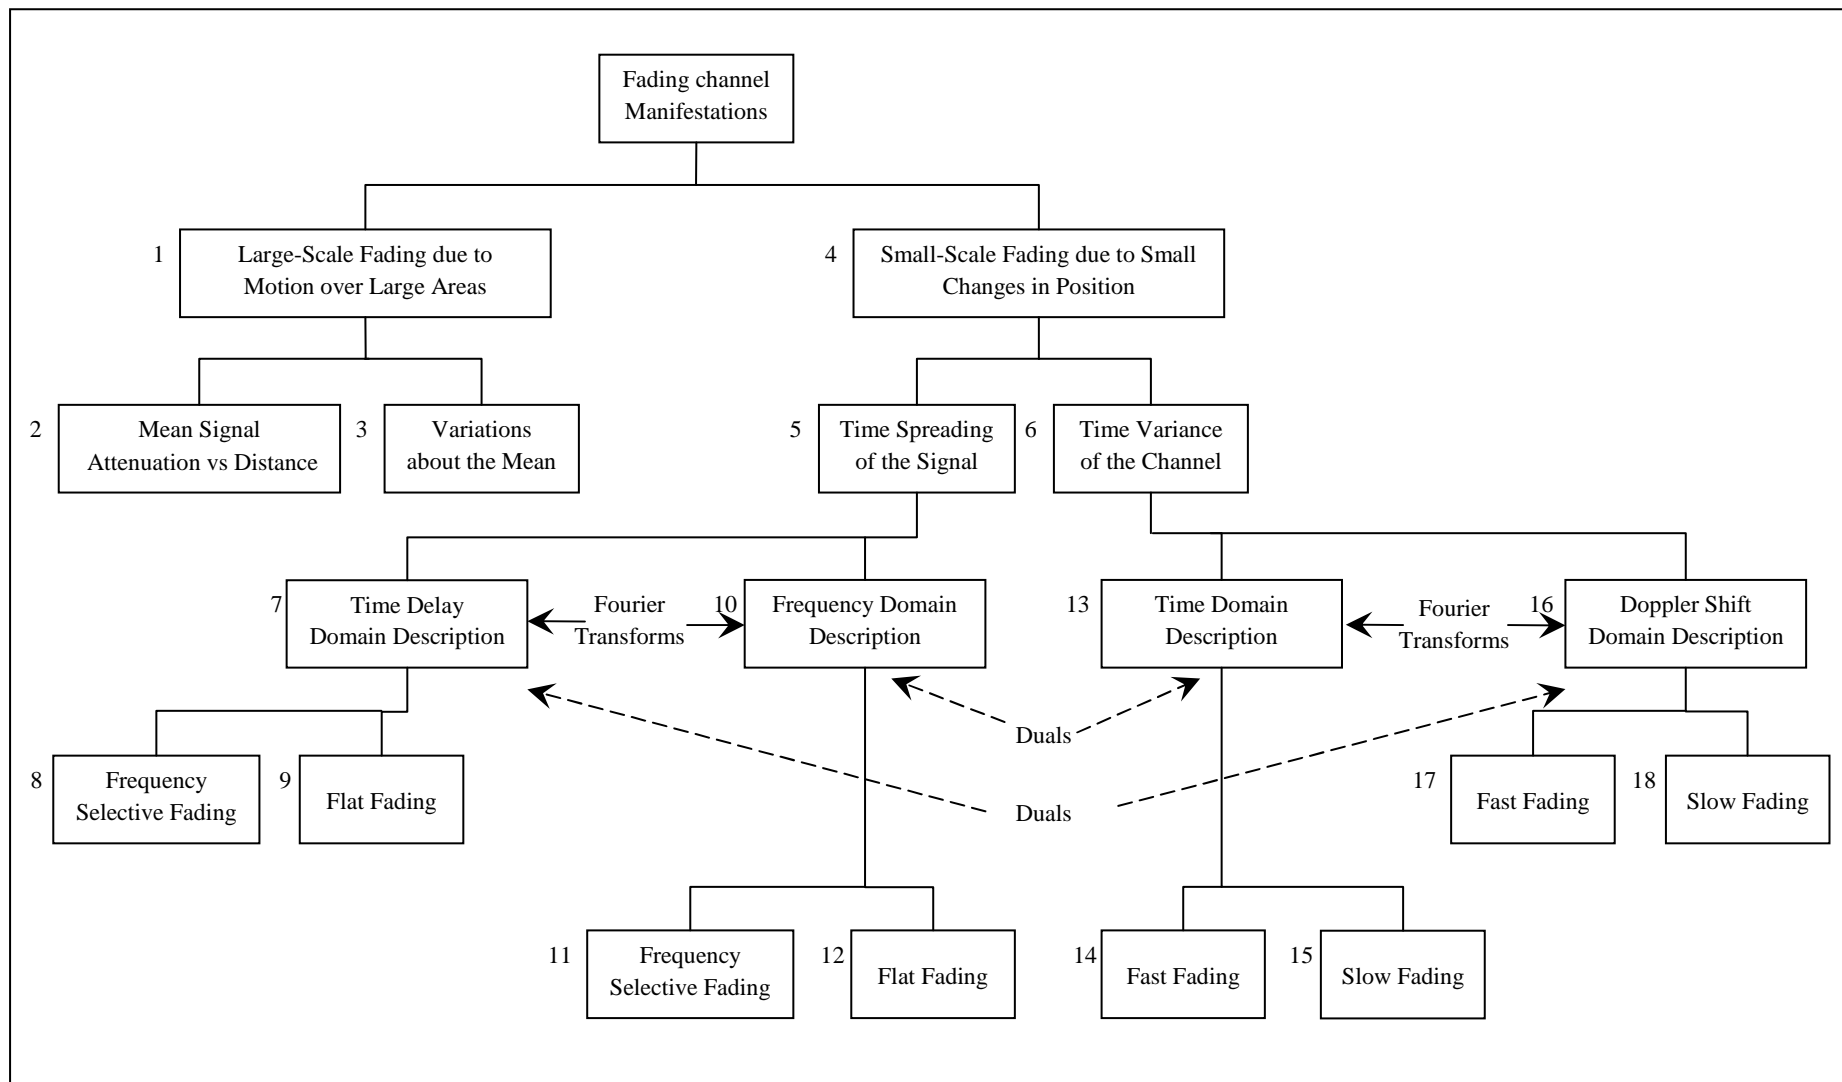 Fading channel
Manifestations
1
Large-Scale Fading due to
Motion over Large Areas
4
Small-Scale Fading due to Small
Changes in Position
2
Mean Signal
Attenuation vs Distance
3
Variations
about the Mean
5
Time Spreading
of the Signal
6
Time Variance
of the Channel
7
Time Delay
Domain Description
Fourier
Transforms
10
Frequency Domain
Description
13
Time Domain
Description
Fourier
Transforms
16
Doppler Shift
Domain Description
Duals
8
Frequency
Selective Fading
9
Flat Fading
Duals
17
Fast Fading
18
Slow Fading
11
Frequency
Selective Fading
12
Flat Fading
14
Fast Fading
15
Slow Fading